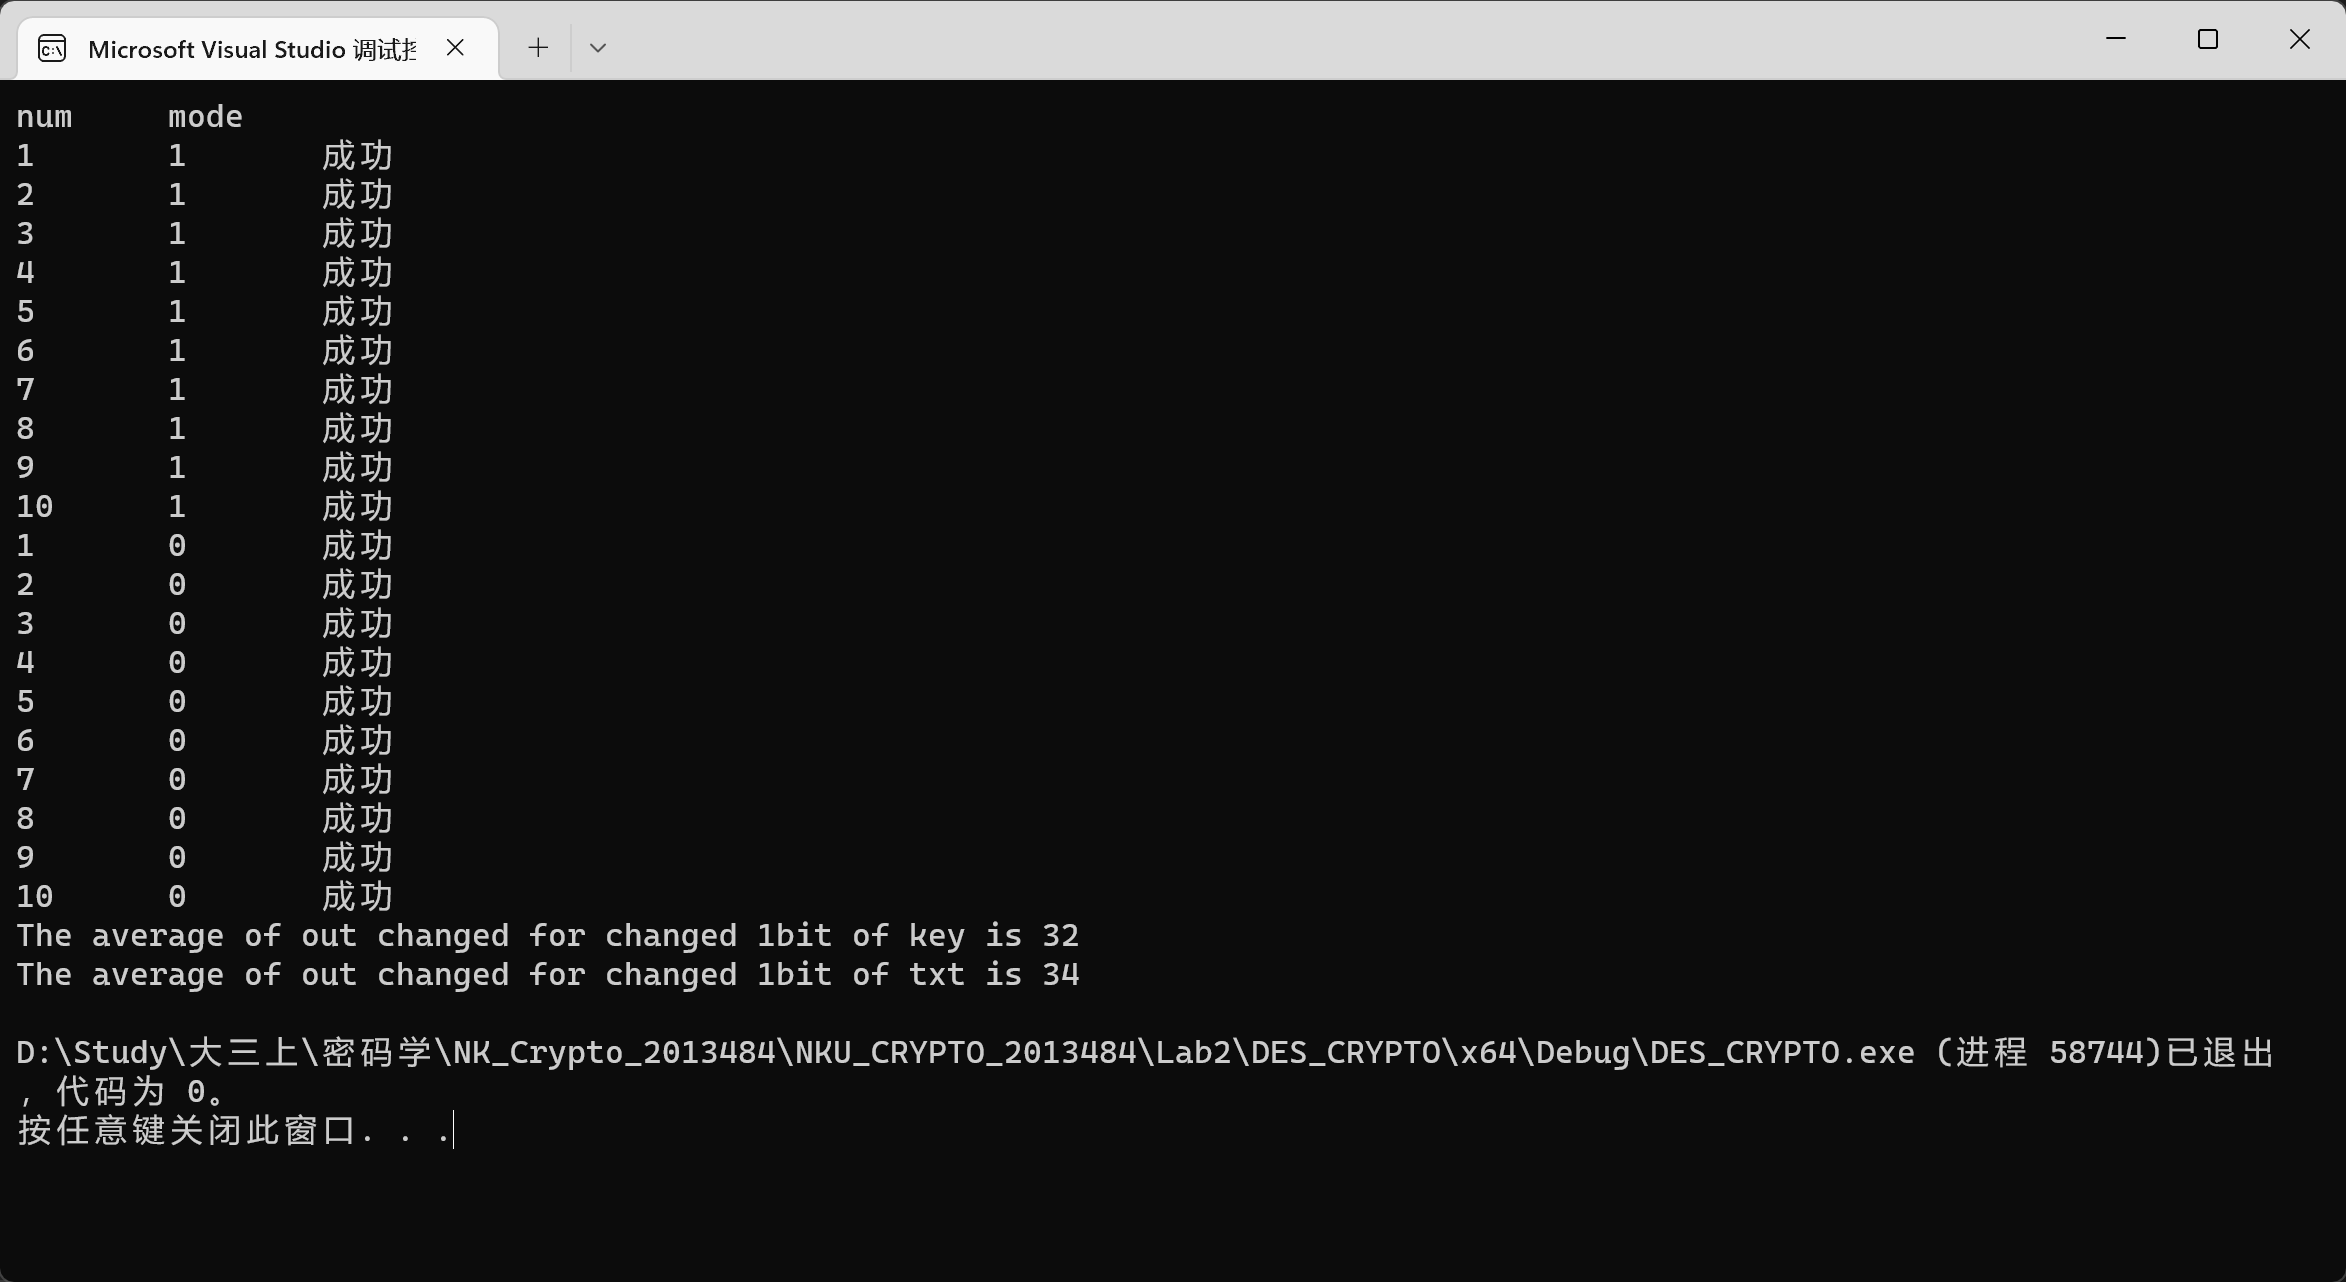 Microsoft Visual Studio 调试
num mode
1 1 成功
2 1 成功
3 1 成功
4 1 成功
5 1 成功
6 1 成功
7 1 成功
8 1 成功
9 1 成功
10 1 成功
1 0 成功
2 0 成功
3 0 成功
4 0 成功
5 0 成功
6 0 成功
7 0 成功
8 0 成功
9 0 成功
10 0 成功
The average of out changed for changed 1bit of key is 32
The average of out changed for changed 1bit of txt is 34
D:\Study\大三上\密码学\NK_Crypto_2013484\NKU_CRYPTO_2013484\Lab2\DES_CRYPTO\x64\Debug\DES_CRYPTO.exe (进程 58744)已退出
，代码为 0。
按任意键关闭此窗口. . .